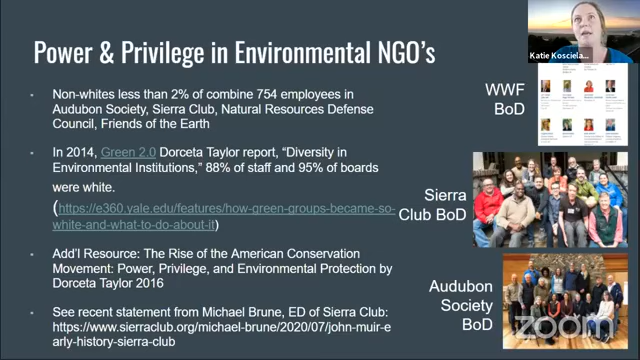 Power & Privilege in Environmental NGO's
Non-whites less than 2% of combine 754 employees in
Audubon Society, Sierra Club, Natural Resources Defense
Council, Friends of the Earth
In 2014, Green 2.0 Dorceta Taylor report, “Diversity in
Environmental Institutions,” 88% of staff and 95% of boards
were white.
(https://e360.yale.edu/features/how-green-groups-became-so-
white-and-what-to-do-about-it)
Add'l Resource: The Rise of the American Conservation
Movement: Power, Privilege, and Environmental Protection by
Dorceta Taylor 2016
See recent statement from Michael Brune, ED of Sierra Club:
https://www.sierraclub.org/michael-brune/2020/07/john-muir-e
arly-history-sierra-club
WWF
BoD
Sierra
Club BoD
Audubon
Society
BoD
Katie Kosciela...
zoom